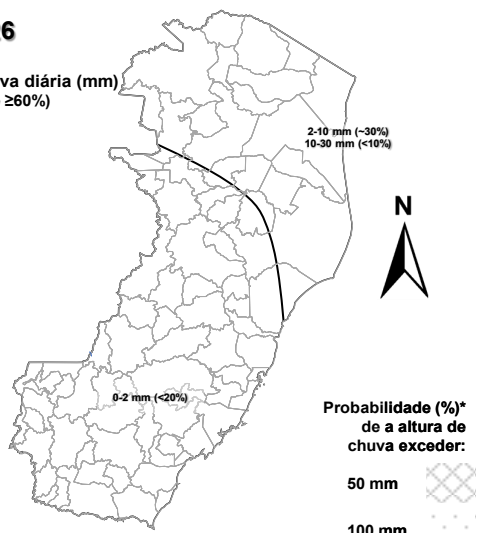 26
va diária (mm)
≥60%)
2-10 mm (~30%)
10-30 mm (<10%)
N
0-2 mm (<20%)
Probabilidade (%)*
de a altura de
chuva exceder:
50 mm
100 mm